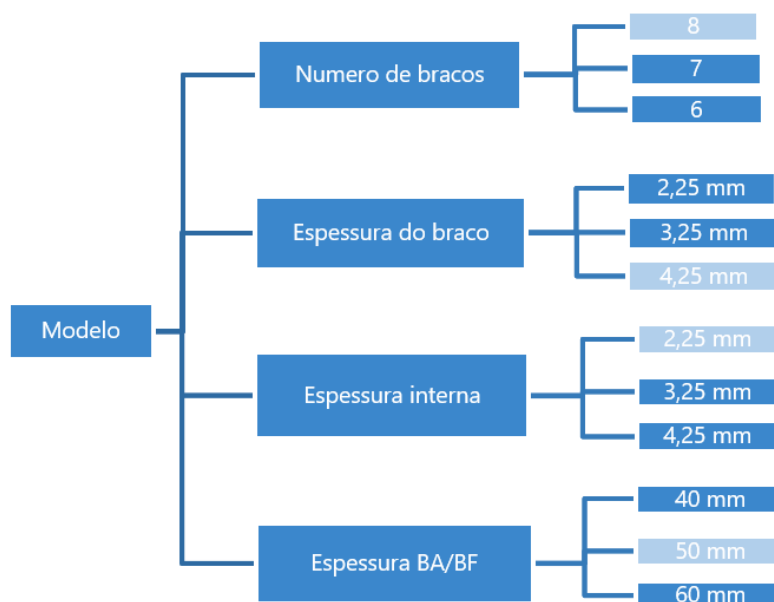 Modelo
Numero de bracos
8
7
6
Espessura do braco
2,25 mm
3,25 mm
4,25 mm
Espessura interna
2,25 mm
3,25 mm
4,25 mm
Espessura BA/BF
40 mm
50 mm
60 mm